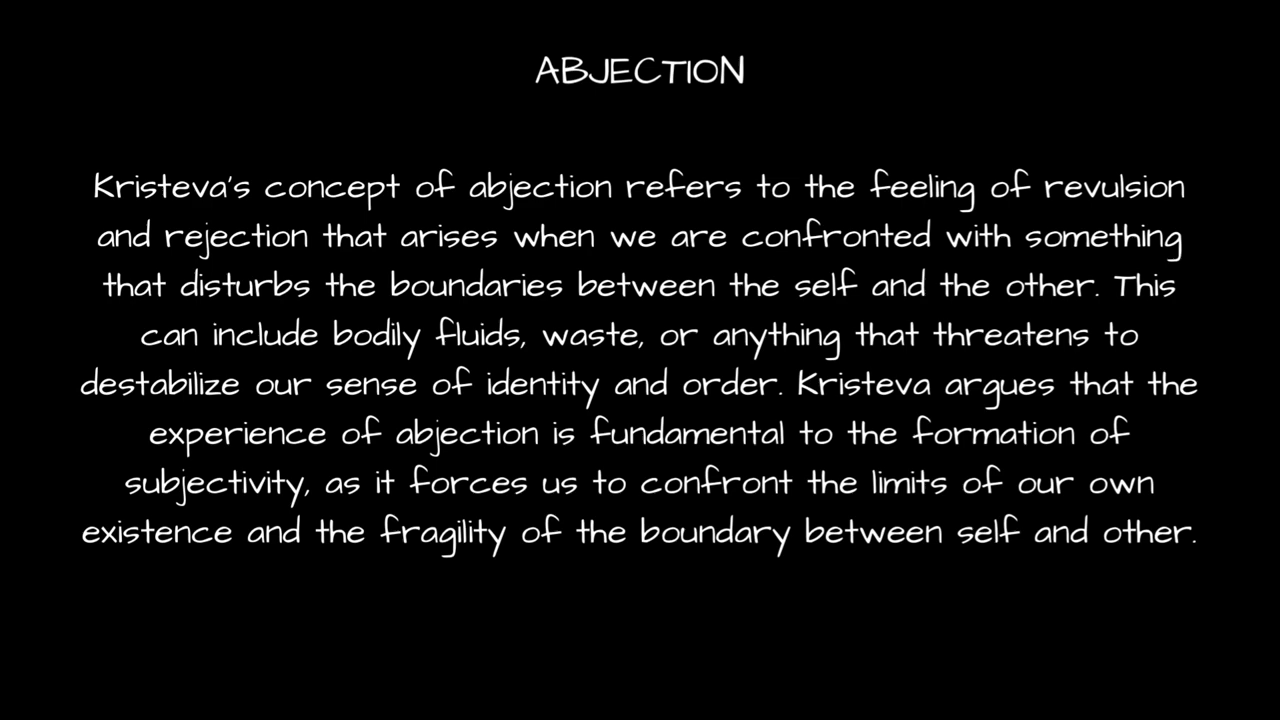 ABJECTION
Kristeva's concept of abjection refers to the feeling of revulsion
and rejection that arises when we are confronted with something
that disturbs the boundaries between the self and the other. This
can include bodily fluids, waste, or anything that threatens to
destabilize our sense of identity and order. Kristeva argues that the
experience of abjection is fundamental to the formation of
subjectivity, as it forces us to confront the limits of our own
existence and the fragility of the boundary between self and other.